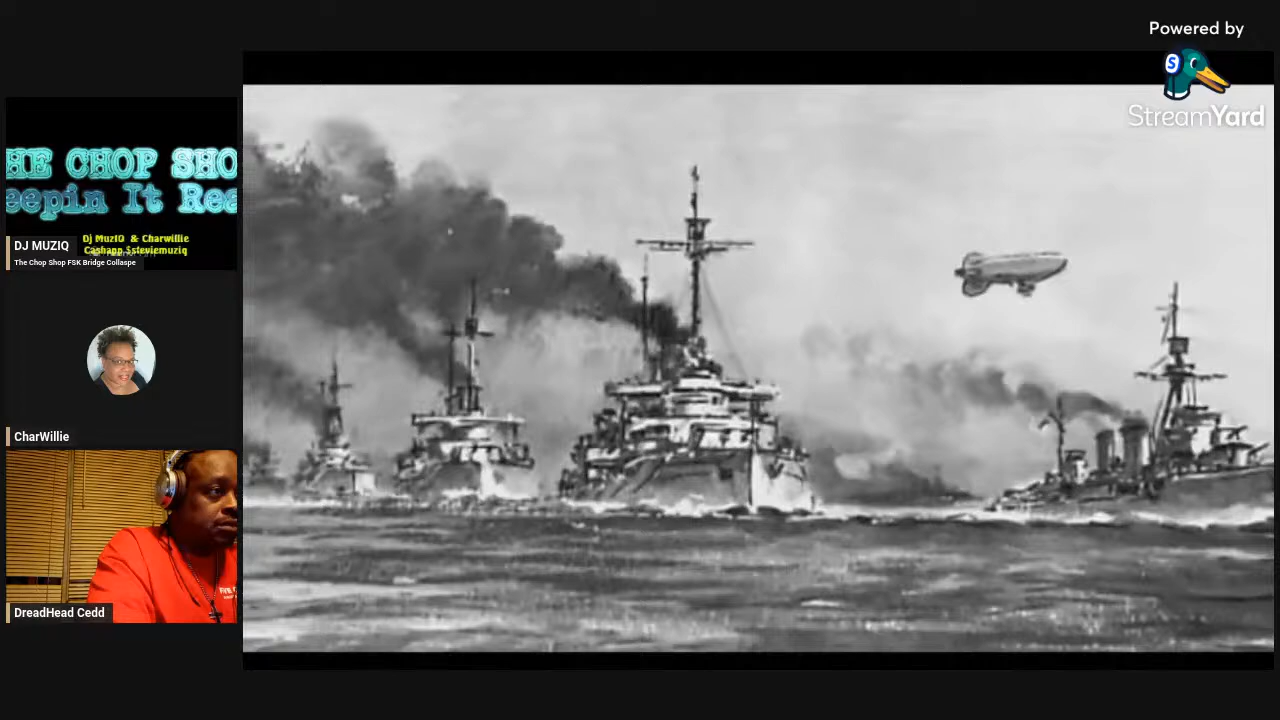 Powered by
StreamYard
HE CHOP SHO
eepin It Rea
Dj MuzIQ & Charwillie
Cashapp $steviemuziq
DJ MUZIQ
The Chop Shop FSK Bridge Collaspe
CharWillie
DreadHead Cedd